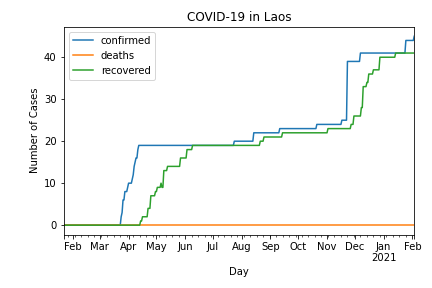 COVID-19 in Laos
confirmed
deaths
recovered
Number of Cases
40
30
20
10
0
Feb Mar Apr May Jun Jul Aug Sep Oct Nov Dec Jan Feb
2021
Day